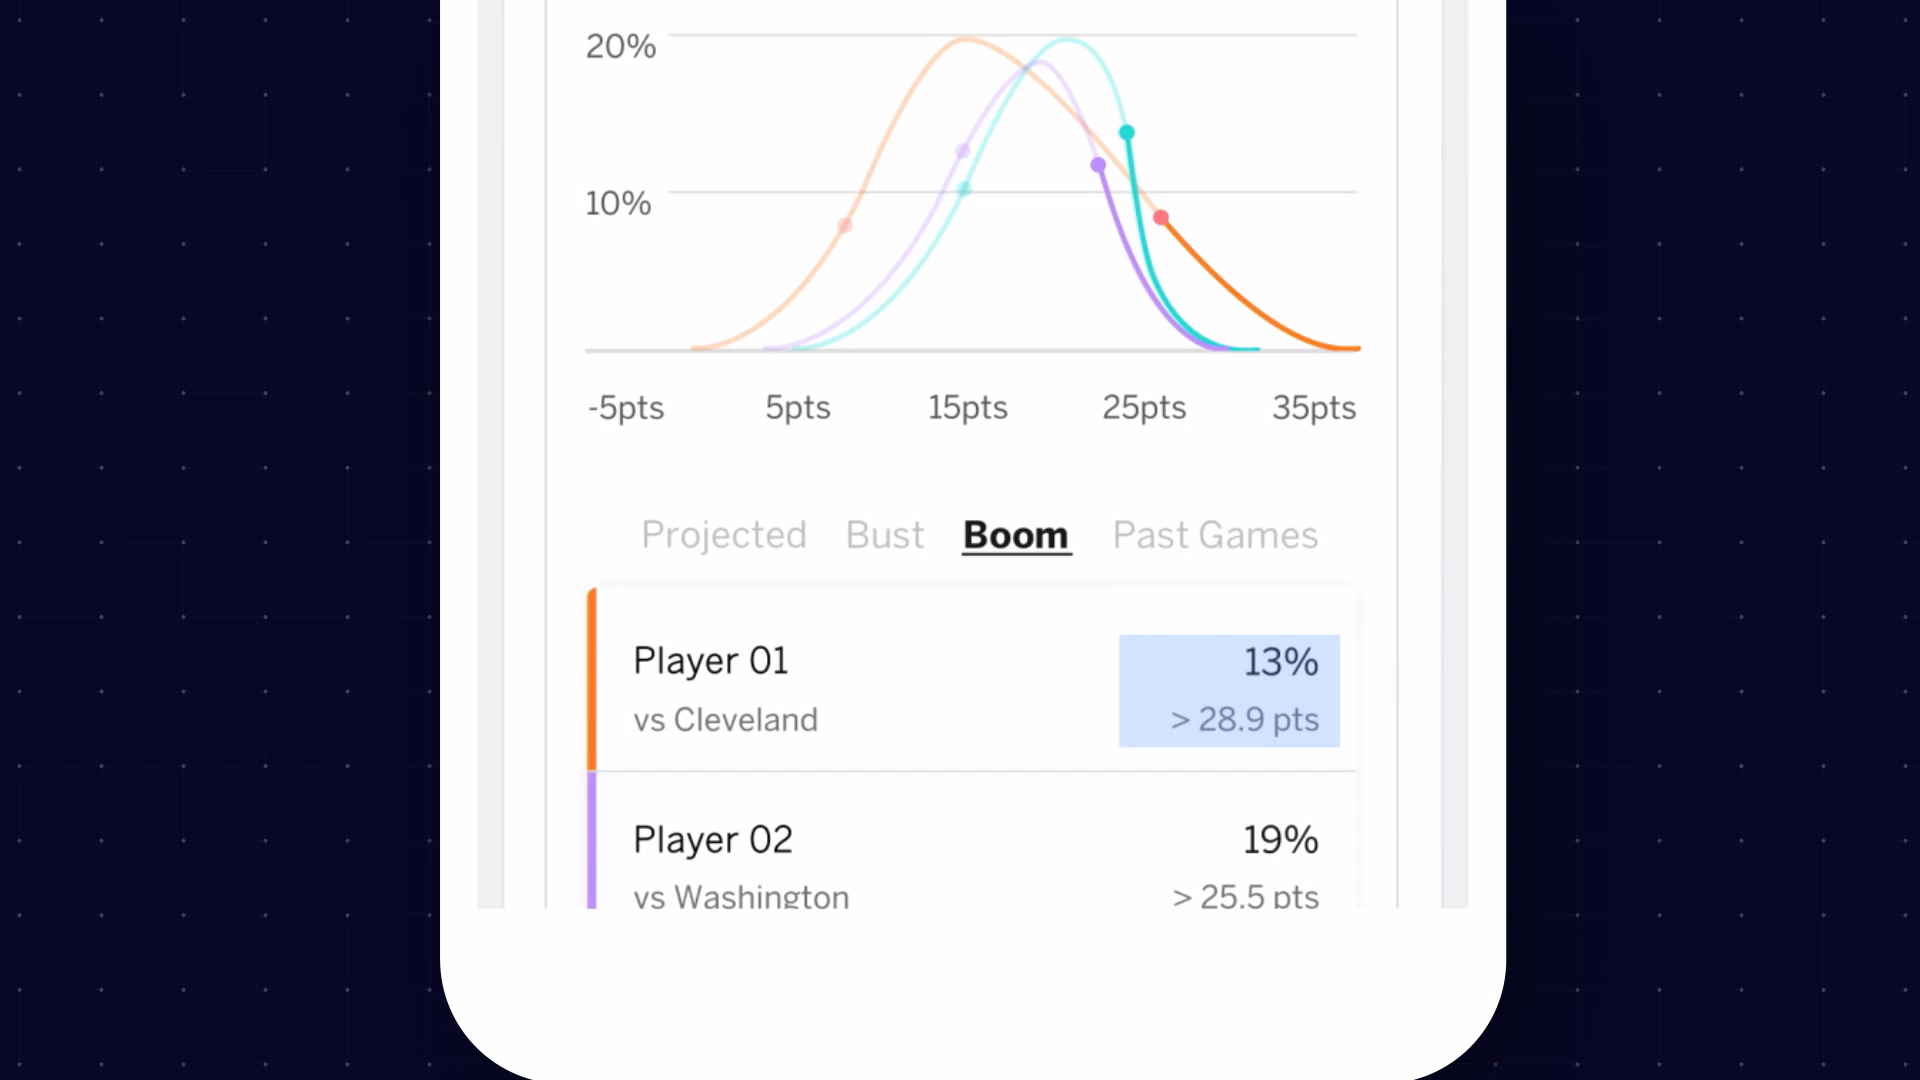 20%
10%
-5pts 5pts 15pts 25pts 35pts
Projected Bust Boom Past Games
Player 01 13%
vs Cleveland > 28.9 pts
Player 02 19%
vs Washington > 25.5 pts